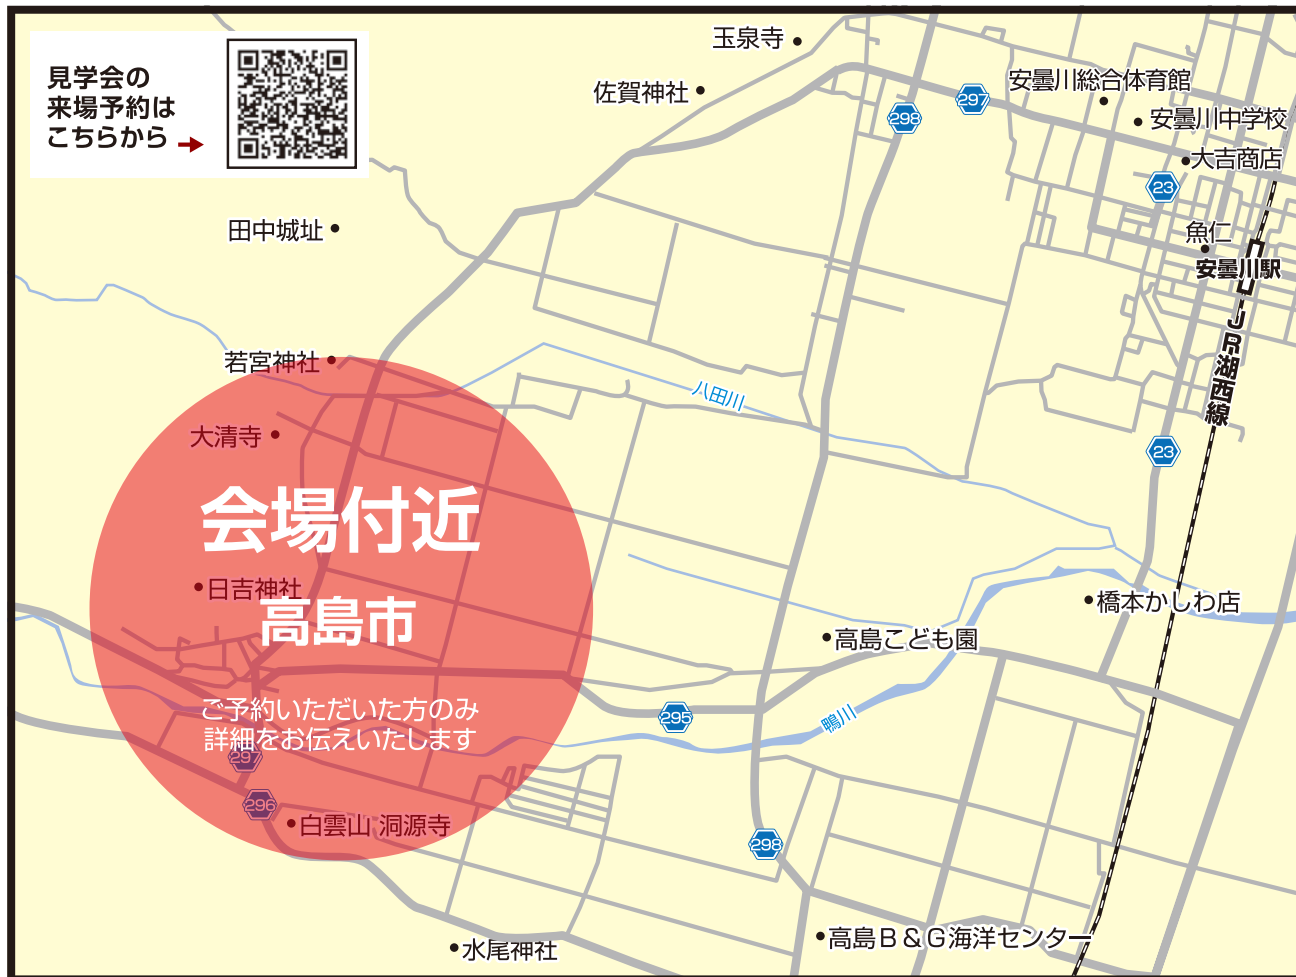 見学会の
来場予約は
こちらから
玉泉寺
佐賀神社
安曇川総合体育館
安曇川中学校
大吉商店
297
298
23
田中城址
魚仁
安曇川駅
JR湖西線
若宮神社
八田川
大清寺
23
会場付近
日吉神社
高島市
橋本かしわ店
高島こども園
ご予約いただいた方のみ
詳細をお伝えいたします
295
鴨川
297
296
白雲山 洞源寺
298
水尾神社
高島B&G海洋センター